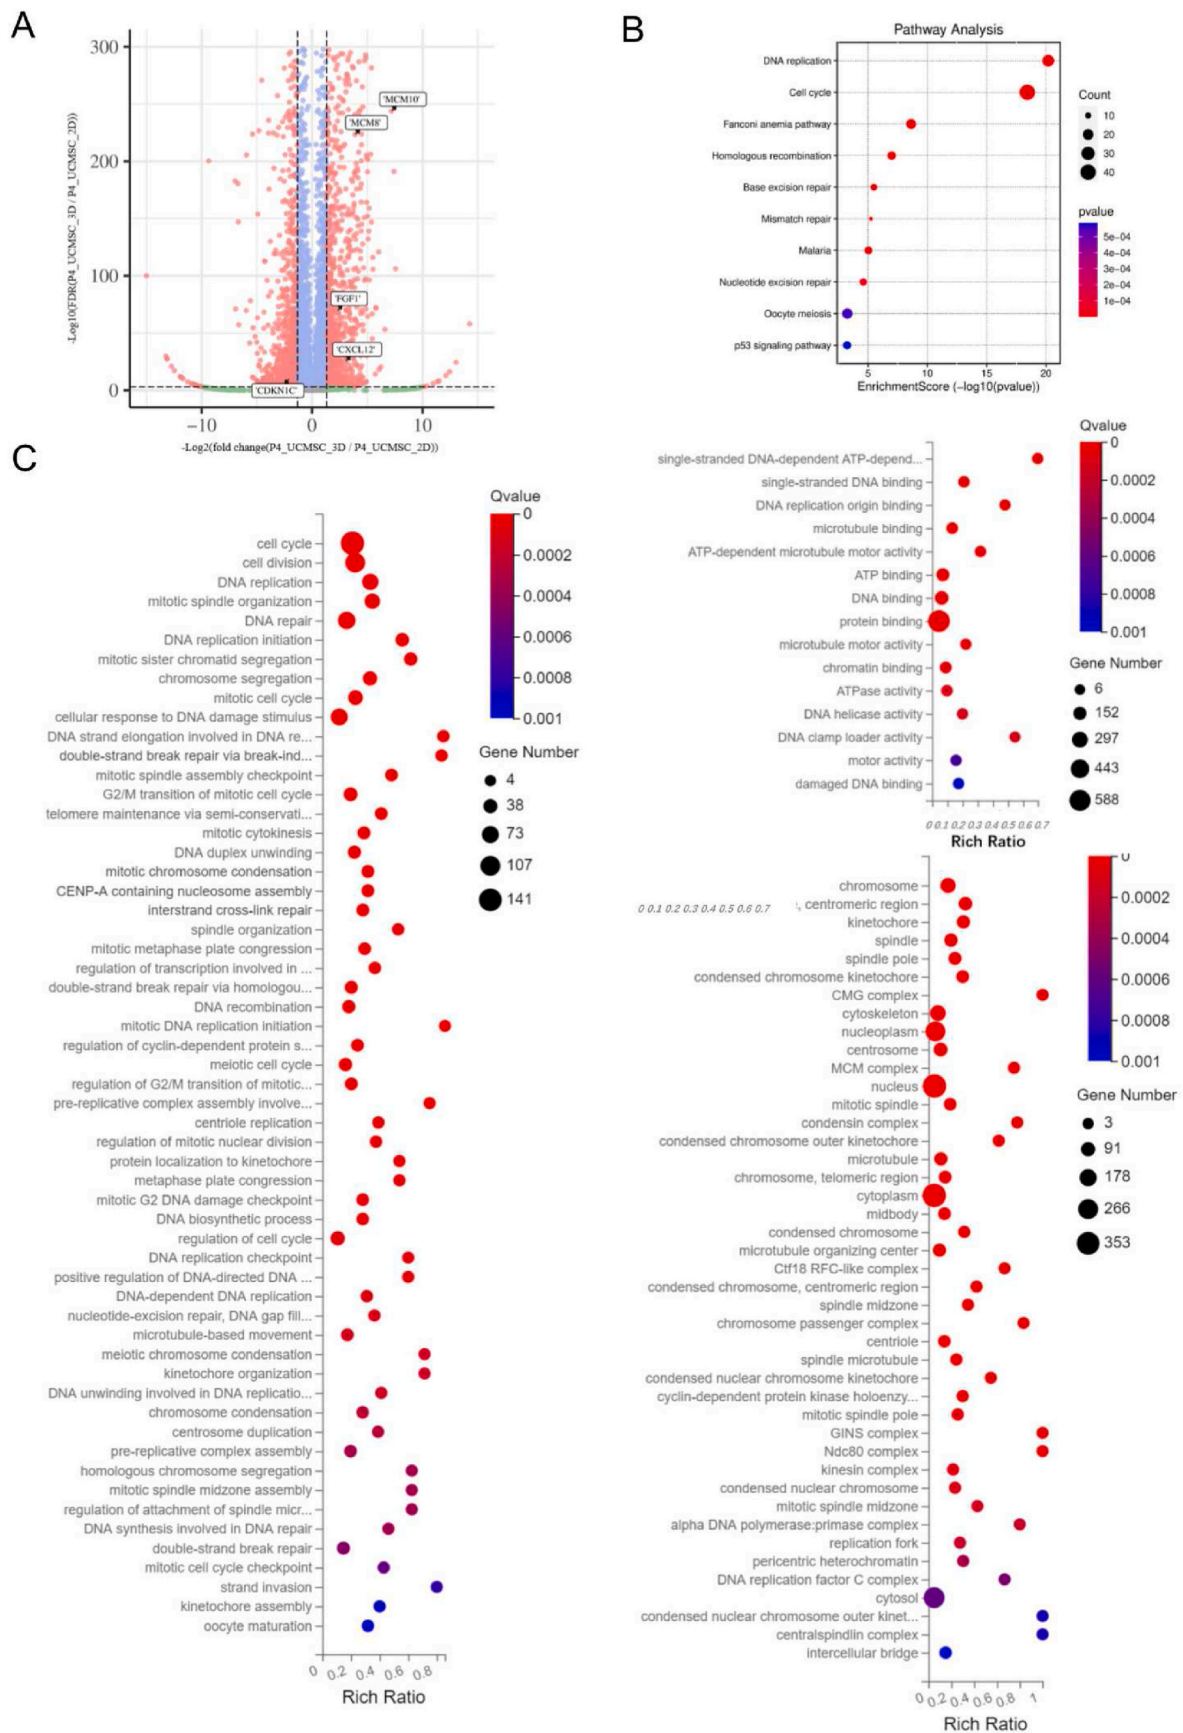 A
-Log10(FDR(P4_UCMSC_3D / P4_UCMSC_2D))
300
200
100
0
'MCM10'
'MCM8'
'FGF1'
'CXCL12'
'CDKN1C'
−10 0 10
-Log2(fold change(P4_UCMSC_3D / P4_UCMSC_2D))
B
Pathway Analysis
DNA replication
Cell cycle
Fanconi anemia pathway
Homologous recombination
Base excision repair
Mismatch repair
Malaria
Nucleotide excision repair
Oocyte meiosis
p53 signaling pathway
5 10 15 20
EnrichmentScore (−log10(pvalue))
Count
10
20
30
40
pvalue
5e−04
4e−04
3e−04
2e−04
1e−04
C
cell cycle
cell division
DNA replication
mitotic spindle organization
DNA repair
DNA replication initiation
mitotic sister chromatid segregation
chromosome segregation
mitotic cell cycle
cellular response to DNA damage stimulus
DNA strand elongation involved in DNA re...
double-strand break repair via break-ind...
mitotic spindle assembly checkpoint
G2/M transition of mitotic cell cycle
telomere maintenance via semi-conservati...
mitotic cytokinesis
DNA duplex unwinding
mitotic chromosome condensation
CENP-A containing nucleosome assembly
interstrand cross-link repair
spindle organization
mitotic metaphase plate congression
regulation of transcription involved in ...
double-strand break repair via homologou...
DNA recombination
mitotic DNA replication initiation
regulation of cyclin-dependent protein s...
meiotic cell cycle
regulation of G2/M transition of mitotic...
pre-replicative complex assembly involve...
centriole replication
regulation of mitotic nuclear division
protein localization to kinetochore
metaphase plate congression
mitotic G2 DNA damage checkpoint
DNA biosynthetic process
regulation of cell cycle
DNA replication checkpoint
positive regulation of DNA-directed DNA ...
DNA-dependent DNA replication
nucleotide-excision repair, DNA gap fill...
microtubule-based movement
meiotic chromosome condensation
kinetochore organization
DNA unwinding involved in DNA replicatio...
chromosome condensation
centrosome duplication
pre-replicative complex assembly
homologous chromosome segregation
mitotic spindle midzone assembly
regulation of attachment of spindle micr...
DNA synthesis involved in DNA repair
double-strand break repair
mitotic cell cycle checkpoint
strand invasion
kinetochore assembly
oocyte maturation
0 0.2 0.4 0.6 0.8
Rich Ratio
Qvalue
0
0.0002
0.0004
0.0006
0.0008
0.001
Gene Number
4
38
73
107
141
single-stranded DNA-dependent ATP-depend...
single-stranded DNA binding
DNA replication origin binding
microtubule binding
ATP-dependent microtubule motor activity
ATP binding
DNA binding
protein binding
microtubule motor activity
chromatin binding
ATPase activity
DNA helicase activity
DNA clamp loader activity
motor activity
damaged DNA binding
0 0.1 0.2 0.3 0.4 0.5 0.6 0.7
Rich Ratio
Qvalue
0
0.0002
0.0004
0.0006
0.0008
0.001
Gene Number
6
152
297
443
588
0 0.1 0.2 0.3 0.4 0.5 0.6 0.7
chromosome
, centromeric region
kinetochore
spindle
spindle pole
condensed chromosome kinetochore
CMG complex
cytoskeleton
nucleoplasm
centrosome
MCM complex
nucleus
mitotic spindle
condensin complex
condensed chromosome outer kinetochore
microtubule
chromosome, telomeric region
cytoplasm
midbody
condensed chromosome
microtubule organizing center
Ctf18 RFC-like complex
condensed chromosome, centromeric region
spindle midzone
chromosome passenger complex
centriole
spindle microtubule
condensed nuclear chromosome kinetochore
cyclin-dependent protein kinase holoenzy...
mitotic spindle pole
GINS complex
Ndc80 complex
kinesin complex
condensed nuclear chromosome
mitotic spindle midzone
alpha DNA polymerase:primase complex
replication fork
pericentric heterochromatin
DNA replication factor C complex
cytosol
condensed nuclear chromosome outer kinet...
centralspindlin complex
intercellular bridge
0 0.2 0.4 0.6 0.8 1
Rich Ratio
0
0.0002
0.0004
0.0006
0.0008
0.001
Gene Number
3
91
178
266
353